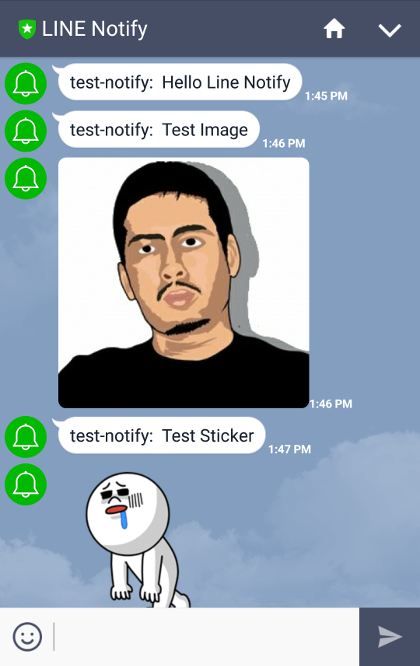 LINE Notify
test-notify: Hello Line Notify
1:45 PM
test-notify: Test Image
1:46 PM
1:46 PM
test-notify: Test Sticker
1:47 PM